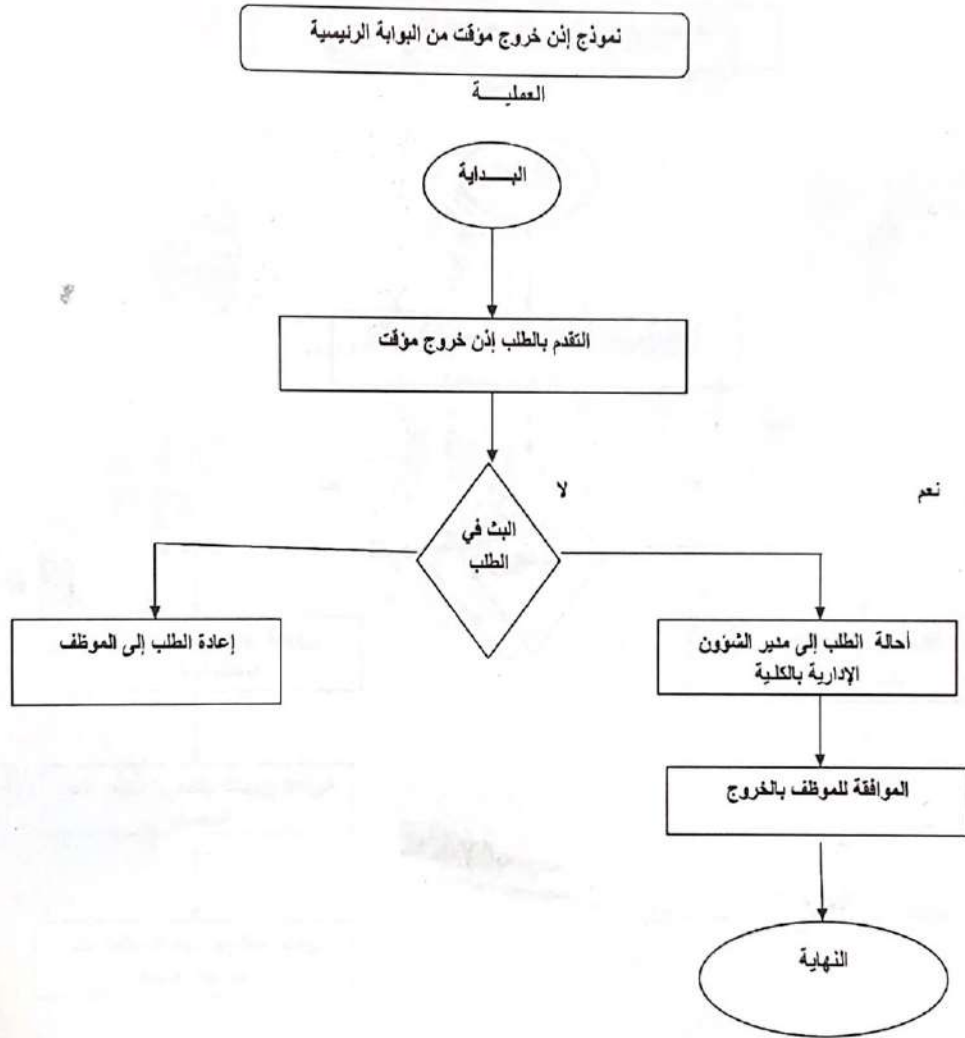 نموذج إذن خروج مؤقت من البوابة الرئيسية
العمليـــة
البـــداية
التقدم بالطلب إذن خروج مؤقت
نعم
لا
البث في
الطلب
أحالة الطلب إلى مدير الشؤون
الإدارية بالكلية
إعادة الطلب إلى الموظف
الموافقة للموظف بالخروج
النهاية